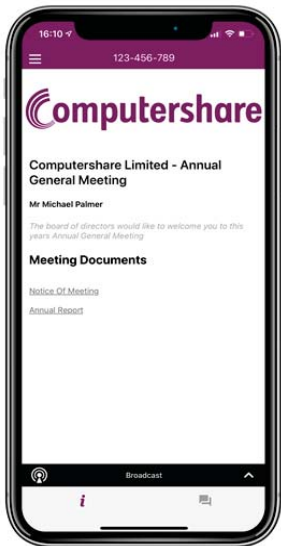 16:10
123-456-789
Computershare
Computershare Limited - Annual
General Meeting
Mr Michael Palmer
The board of directors would like to welcome you to this
years Annual General Meeting
Meeting Documents
Notice Of Meeting
Annual Report
Broadcast
i